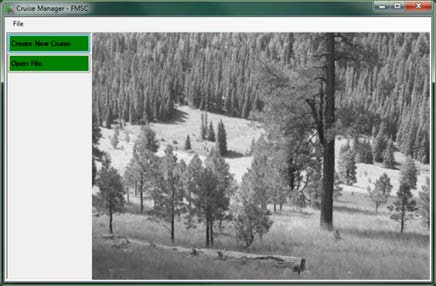 Cruise Manager - FMSC
File
Create New Cruise
Open File